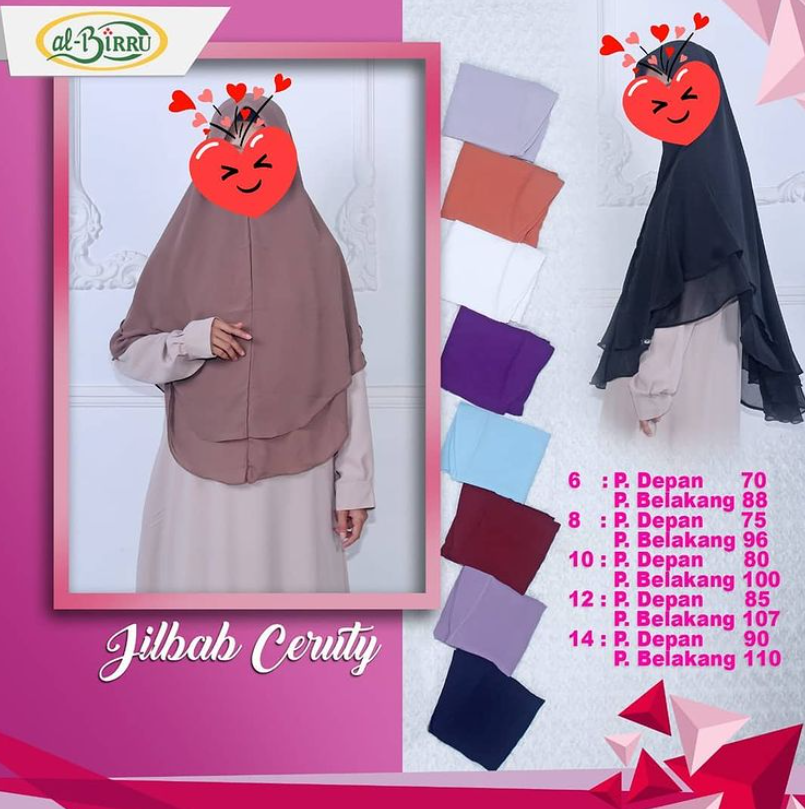 al-BiRRU
Jilbab Ceruty
6 : P. Depan 70
P. Belakang 88
8 : P. Depan 75
P. Belakang 96
10 : P. Depan 80
P. Belakang 100
12 : P. Depan 85
P. Belakang 107
14 : P. Depan 90
P. Belakang 110